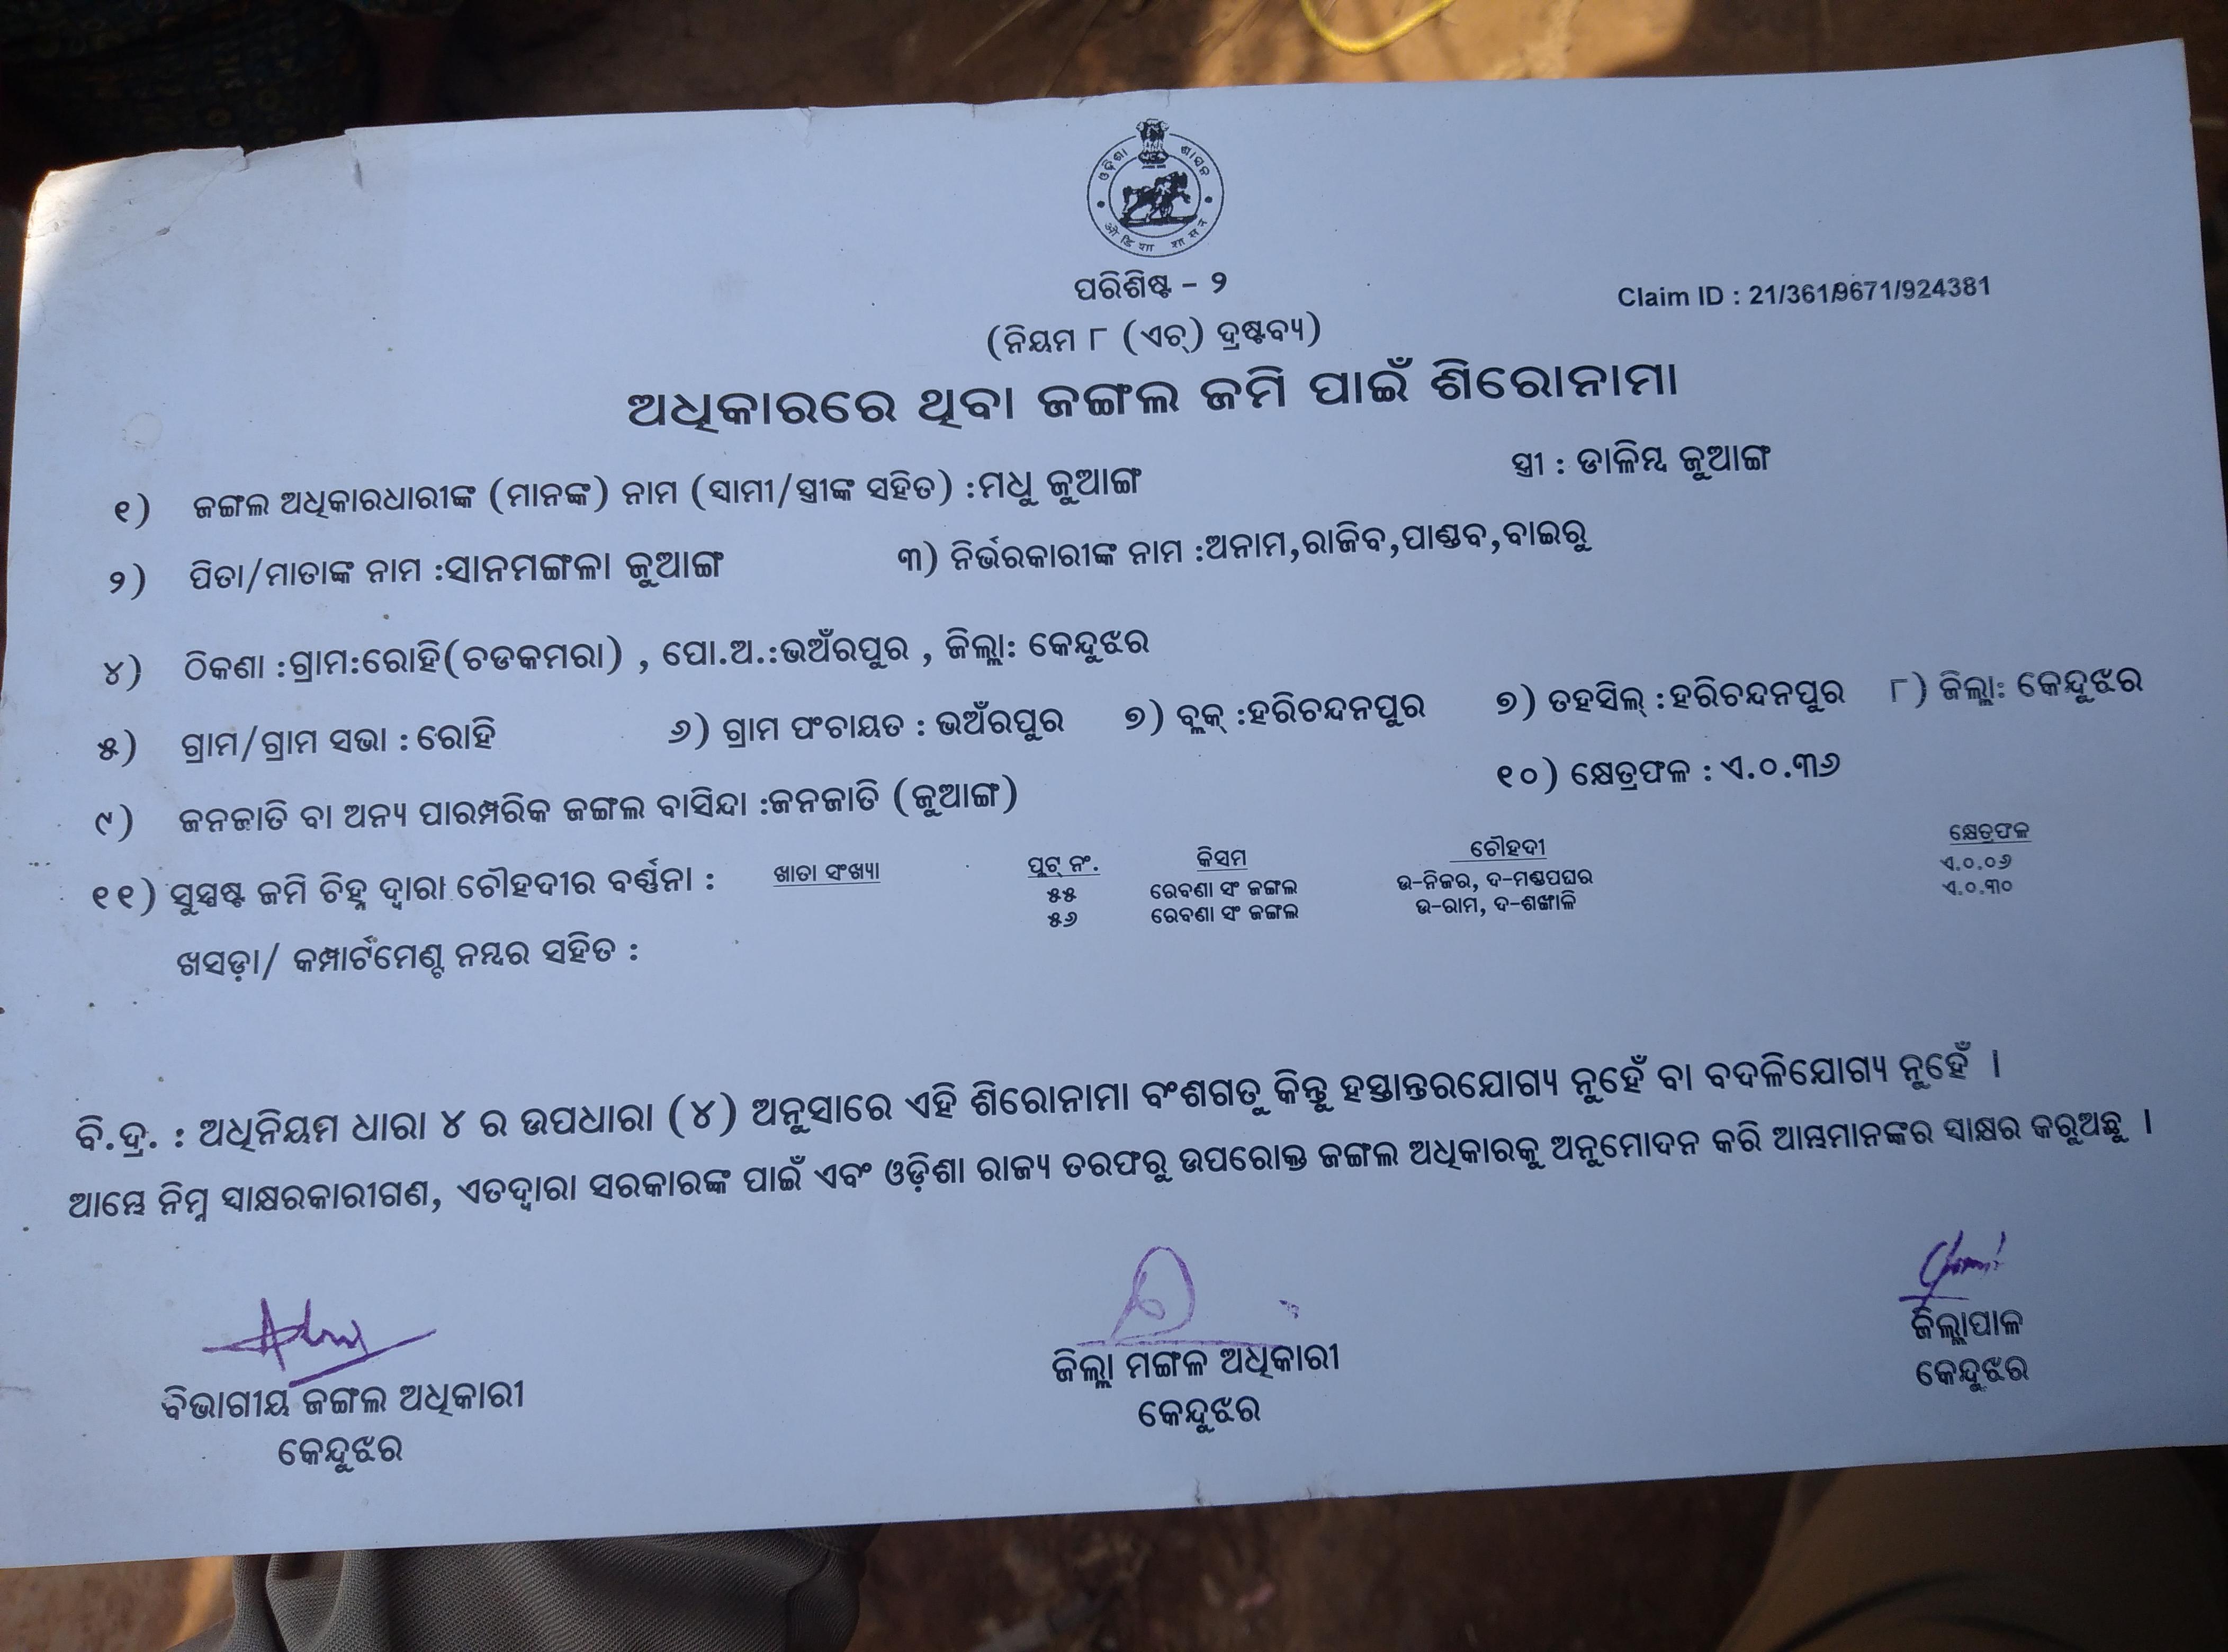 ଓଡ଼ିଶା ଶାସନ
ओडिशा शासन
ପରିଶିଷ୍ଟ - ୨
Claim ID : 21/361/9671/924381
(ନିୟମ ୮ (ଏଚ୍) ଦ୍ରଷ୍ଟବ୍ୟ)
ଅଧିକାରରେ ଥିବା ଜଙ୍ଗଲ ଜମି ପାଇଁ ଶିରୋନାମା
୧) ଜଙ୍ଗଲ ଅଧିକାରଧାରୀଙ୍କ (ମାନଙ୍କ) ନାମ (ସ୍ୱାମୀ/ସ୍ତ୍ରୀଙ୍କ ସହିତ) :ମଧୁ ଜୁଆଙ୍ଗ ସ୍ତ୍ରୀ : ଡାଳିମ୍ବ ଜୁଆଙ୍ଗ
୨) ପିତା/ମାତାଙ୍କ ନାମ :ସାନମଙ୍ଗଳା ଜୁଆଙ୍ଗ ୩) ନିର୍ଭରକାରୀଙ୍କ ନାମ :ଅନାମ,ରାଜିବ,ପାଣ୍ଡବ,ବାଇରୁ
୪) ଠିକଣା :ଗ୍ରାମ:ରୋହି(ଚଡକମରା) , ପୋ.ଅ.:ଭଅଁରପୁର , ଜିଲ୍ଲା: କେନ୍ଦୁଝର
୫) ଗ୍ରାମ/ଗ୍ରାମ ସଭା : ରୋହି ୬) ଗ୍ରାମ ପଂଚାୟତ : ଭଅଁରପୁର ୭) ବ୍ଲକ୍ :ହରିଚନ୍ଦନପୁର ୭) ତହସିଲ୍ :ହରିଚନ୍ଦନପୁର ୮) ଜିଲ୍ଲା: କେନ୍ଦୁଝର
୯) ଜନଜାତି ବା ଅନ୍ୟ ପାରମ୍ପରିକ ଜଙ୍ଗଲ ବାସିନ୍ଦା :ଜନଜାତି (ଜୁଆଙ୍ଗ) ୧୦) କ୍ଷେତ୍ରଫଳ : ଏ.୦.୩୬
୧୧) ସୁସ୍ପଷ୍ଟ ଜମି ଚିହ୍ନ ଦ୍ୱାରା ଚୌହଦୀର ବର୍ଣ୍ଣନା : ଖାତା ସଂଖ୍ୟା ପ୍ଲଟ୍ ନଂ. କିସମ ଚୌହଦୀ କ୍ଷେତ୍ରଫଳ
୫୫ ରେବଣା ସଂ ଜଙ୍ଗଲ ଉ-ନିଜର, ଦ-ମଣ୍ଡପଘର ଏ.୦.୦୬
୫୬ ରେବଣା ସଂ ଜଙ୍ଗଲ ଉ-ରାମ, ଦ-ଶଙ୍ଖାଳି ଏ.୦.୩୦
ଖସଡ଼ା/ କମ୍ପାର୍ଟମେଣ୍ଟ ନମ୍ବର ସହିତ :
ବି.ଦ୍ର. : ଅଧିନିୟମ ଧାରା ୪ ର ଉପଧାରା (୪) ଅନୁସାରେ ଏହି ଶିରୋନାମା ବଂଶଗତ୍ର କିନ୍ତୁ ହସ୍ତାନ୍ତରଯୋଗ୍ୟ ନୁହେଁ ବା ବଦଳିଯୋଗ୍ୟ ନୁହେଁ ।
ଆମ୍ଭେ ନିମ୍ନ ସ୍ୱାକ୍ଷରକାରୀଗଣ, ଏତଦ୍ୱାରା ସରକାରଙ୍କ ପାଇଁ ଏବଂ ଓଡ଼ିଶା ରାଜ୍ୟ ତରଫରୁ ଉପରୋକ୍ତ ଜଙ୍ଗଲ ଅଧିକାରକୁ ଅନୁମୋଦନ କରି ଆମ୍ଭମାନଙ୍କର ସ୍ୱାକ୍ଷର କରୁଅଛୁ ।
ବିଭାଗୀୟ ଜଙ୍ଗଲ ଅଧିକାରୀ ଜିଲ୍ଲା ମଙ୍ଗଳ ଅଧିକାରୀ ଜିଲ୍ଲାପାଳ
କେନ୍ଦୁଝର କେନ୍ଦୁଝର କେନ୍ଦୁଝର